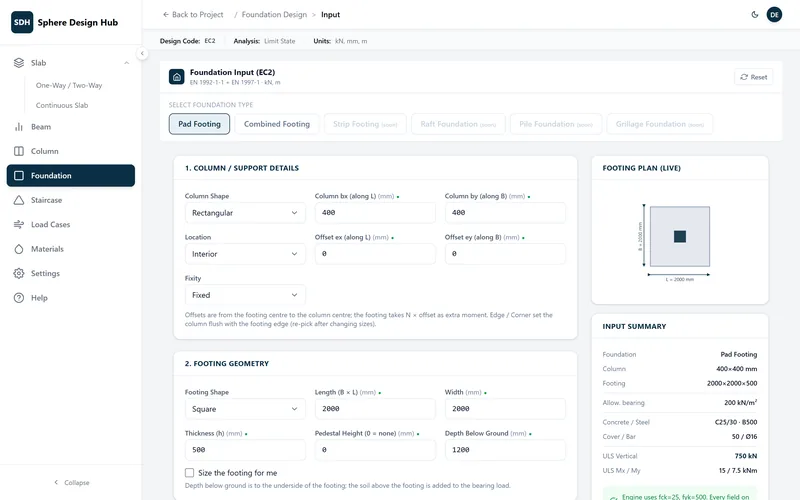 SDH Sphere Design Hub
Slab
One-Way / Two-Way
Continuous Slab
Beam
Column
Foundation
Staircase
Load Cases
Materials
Settings
Help
Collapse
← Back to Project / Foundation Design > Input
DE
Design Code: EC2 Analysis: Limit State Units: kN, mm, m
Foundation Input (EC2)
EN 1992-1-1 + EN 1997-1 · kN, m
Reset
SELECT FOUNDATION TYPE
Pad Footing Combined Footing Strip Footing (soon) Raft Foundation (soon) Pile Foundation (soon) Grillage Foundation (soon)
1. COLUMN / SUPPORT DETAILS
Column Shape Column bx (along L) (mm) Column by (along B) (mm)
Rectangular 400 400
Location Offset ex (along L) (mm) Offset ey (along B) (mm)
Interior 0 0
Fixity
Fixed
Offsets are from the footing centre to the column centre; the footing takes N × offset as extra moment. Edge / Corner set the
column flush with the footing edge (re-pick after changing sizes).
2. FOOTING GEOMETRY
Footing Shape Length (B × L) (mm) Width (mm)
Square 2000 2000
Thickness (h) (mm) Pedestal Height (0 = none) (mm) Depth Below Ground (mm)
500 0 1200
Size the footing for me
Depth below ground is to the underside of the footing; the soil above the footing is added to the bearing load.
FOOTING PLAN (LIVE)
B = 2000 mm
L = 2000 mm
INPUT SUMMARY
Foundation Pad Footing
Column 400×400 mm
Footing 2000×2000×500
Allow. bearing 200 kN/m²
Concrete / Steel C25/30 · B500
Cover / Bar 50 / Ø16
ULS Vertical 750 kN
ULS Mx / My 15 / 7.5 kNm
Engine uses fck=25, fyk=500. Every field on